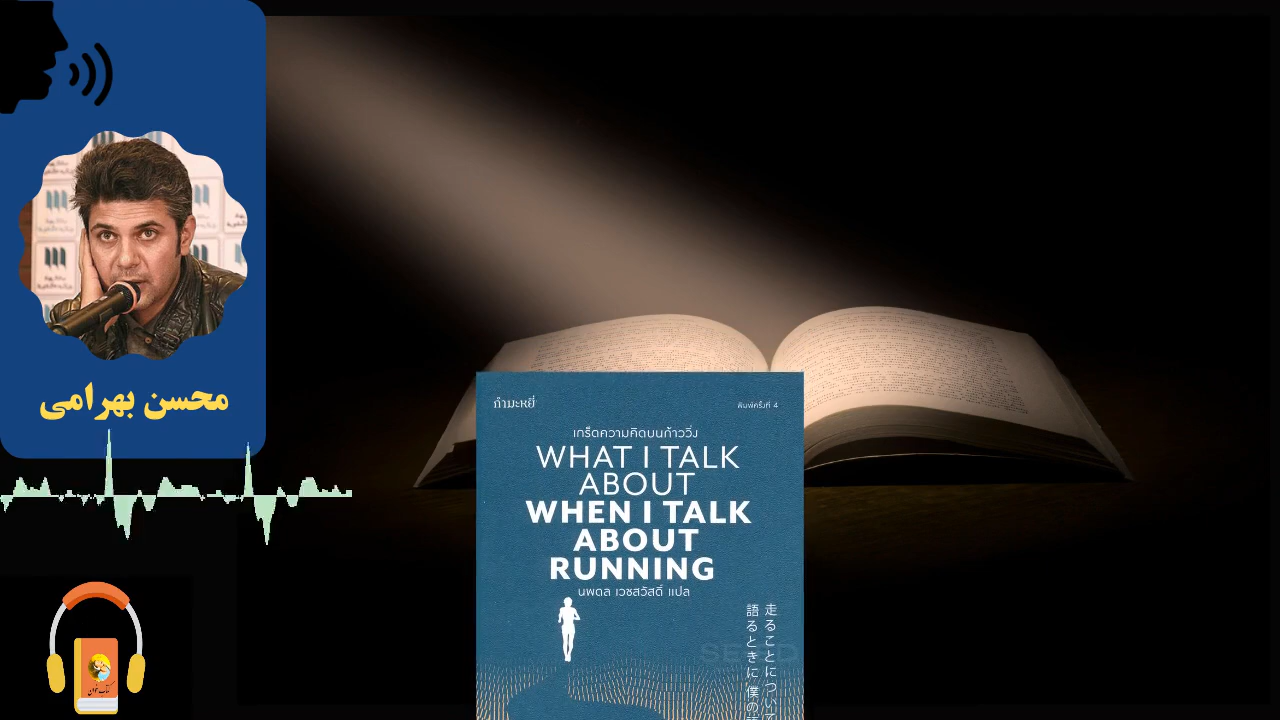 محسن بهرامی
กำมะหยี่
พิมพ์ครั้งที่ 4
เกร็ดความคิดบนก้าววิ่ง
WHAT I TALK
ABOUT
WHEN I TALK
ABOUT
RUNNING
นพดล เวชสวัสดิ์ แปล
走ることについて
語るときに 僕の
کتاب خوان